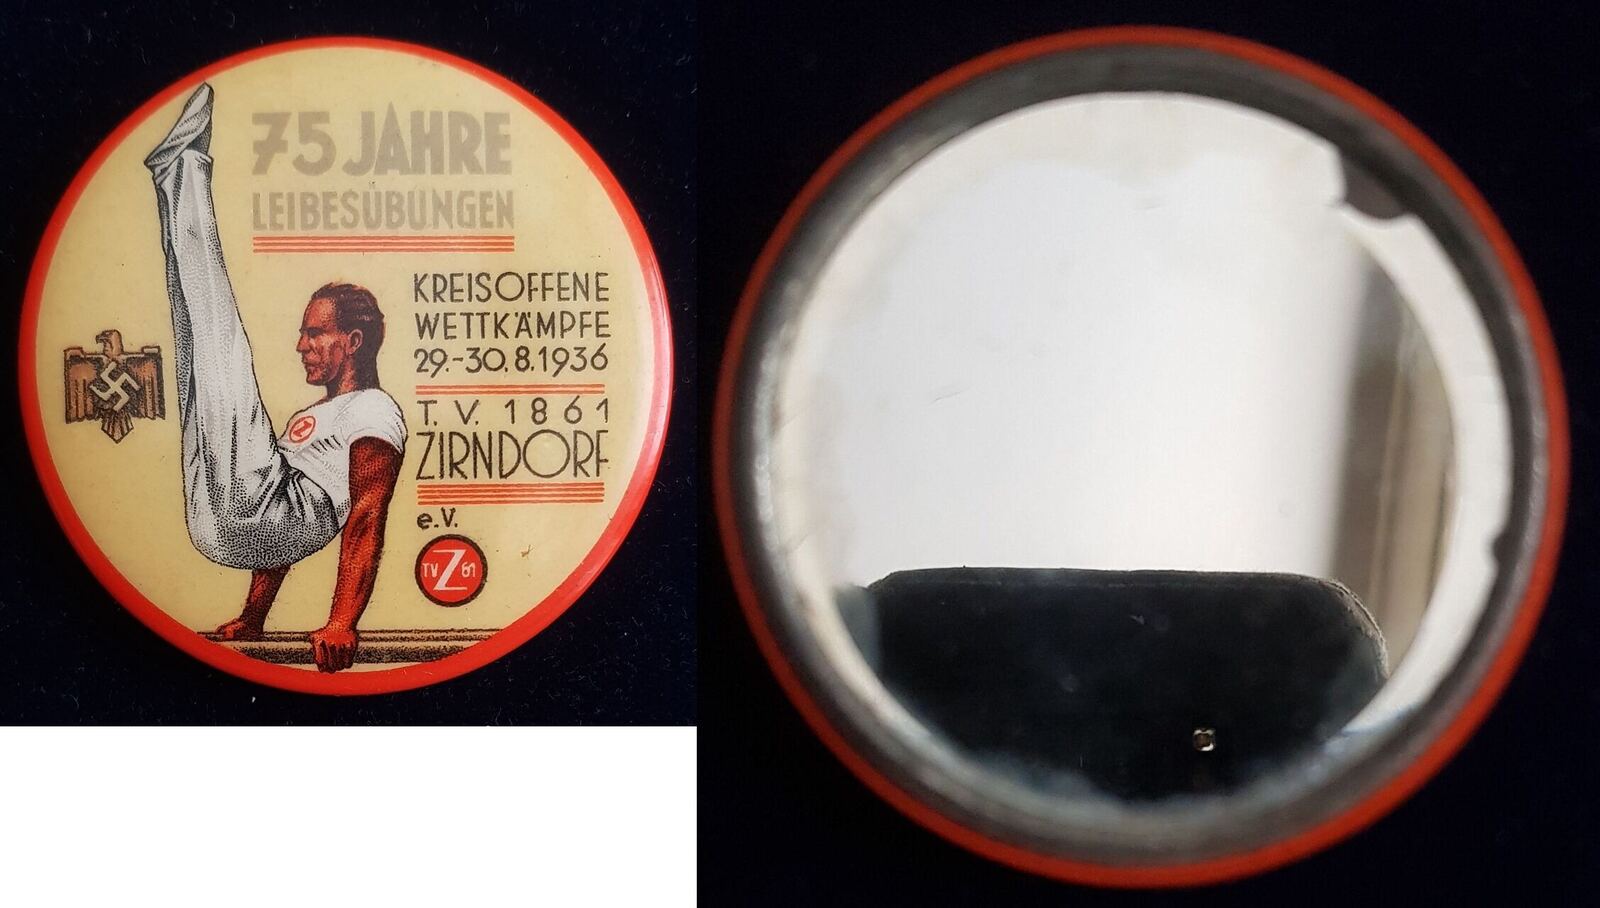 75 JAHRE
LEIBESÜBUNGEN
KREISOFFENE
WETTKÄMPFE
29.-30.8.1936
T. V. 1861
ZIRNDORF
e.V.
Z
TV Z 61